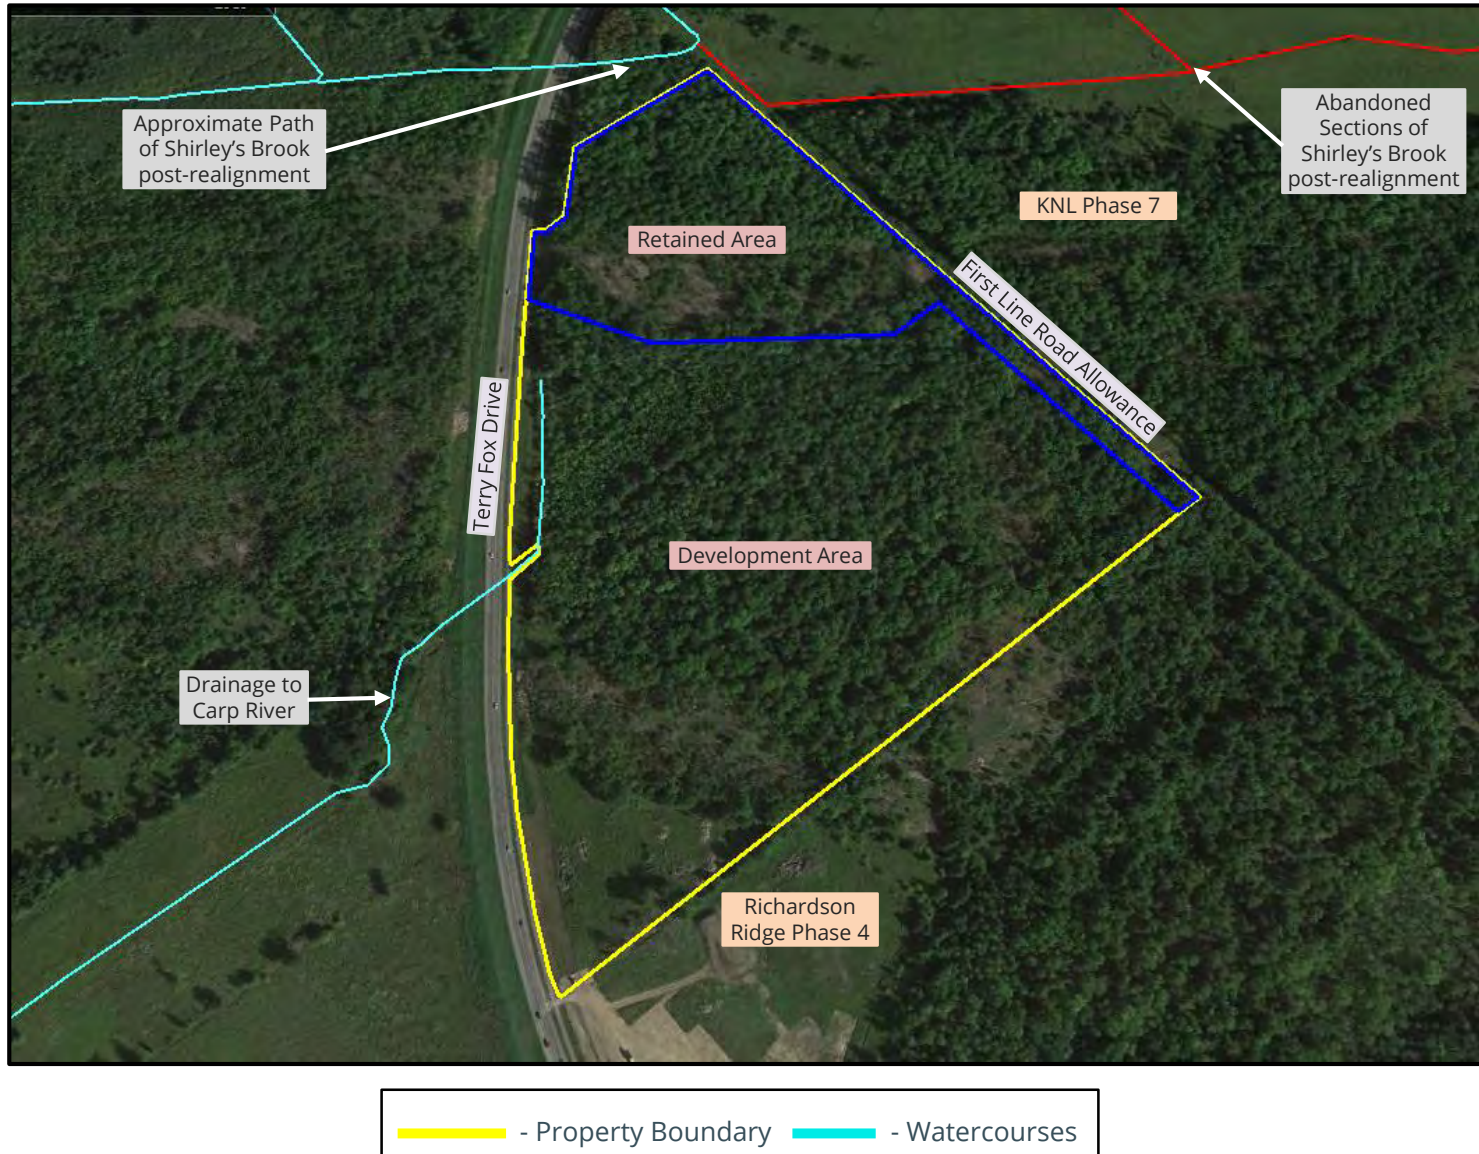 Approximate Path
of Shirley’s Brook
post-realignment
Abandoned
Sections of
Shirley’s Brook
post-realignment
KNL Phase 7
Retained Area
First Line Road Allowance
Terry Fox Drive
Development Area
Drainage to
Carp River
Richardson
Ridge Phase 4
- Property Boundary
- Watercourses